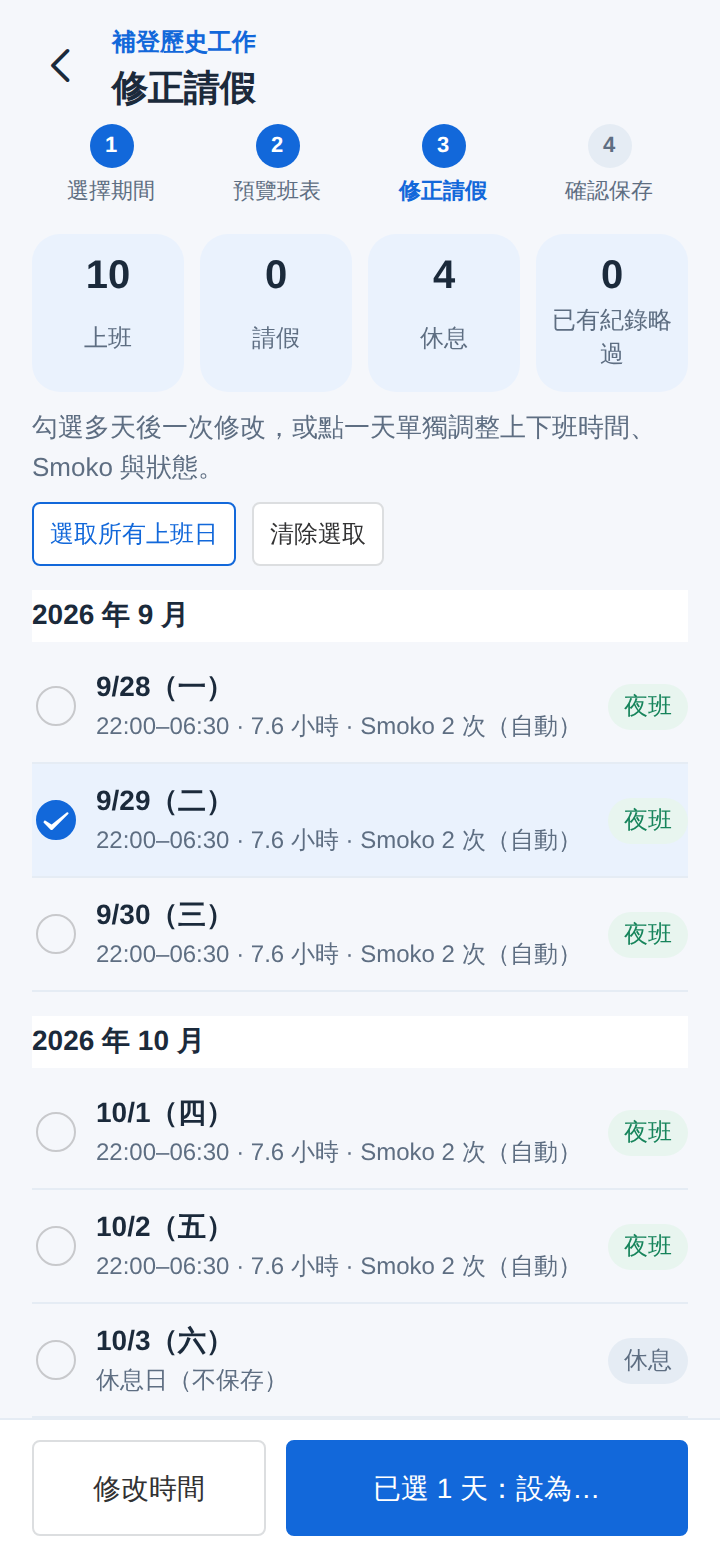 補登歷史工作
修正請假
1 2 3 4
選擇期間 預覽班表 修正請假 確認保存
10 0 4 0
上班 請假 休息 已有紀錄略過
勾選多天後一次修改，或點一天單獨調整上下班時間、
Smoko 與狀態。
選取所有上班日 清除選取
2026 年 9 月
9/28（一）
22:00–06:30 · 7.6 小時 · Smoko 2 次（自動） 夜班
9/29（二）
22:00–06:30 · 7.6 小時 · Smoko 2 次（自動） 夜班
9/30（三）
22:00–06:30 · 7.6 小時 · Smoko 2 次（自動） 夜班
2026 年 10 月
10/1（四）
22:00–06:30 · 7.6 小時 · Smoko 2 次（自動） 夜班
10/2（五）
22:00–06:30 · 7.6 小時 · Smoko 2 次（自動） 夜班
10/3（六）
休息日（不保存） 休息
修改時間 已選 1 天：設為…